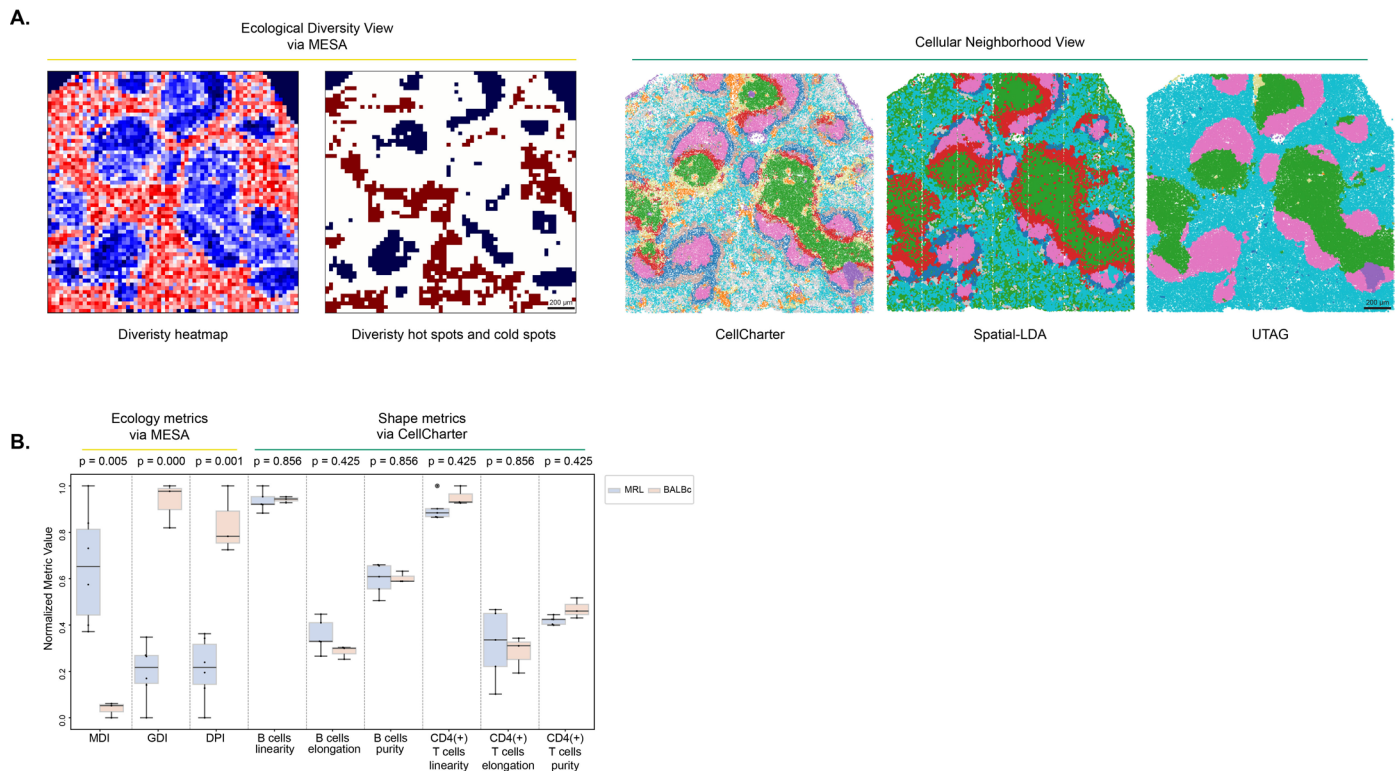 A.
Ecological Diversity View
via MESA
Cellular Neighborhood View
200 µm
200 µm
Diveristy heatmap
Diveristy hot spots and cold spots
CellCharter
Spatial-LDA
UTAG
B.
Ecology metrics
via MESA
Shape metrics
via CellCharter
p = 0.005
p = 0.000
p = 0.001
p = 0.856
p = 0.425
p = 0.856
p = 0.425
p = 0.856
p = 0.425
MRL
BALBc
Normalized Metric Value
1.0
0.8
0.6
0.4
0.2
0.0
MDI
GDI
DPI
B cells
linearity
B cells
elongation
B cells
purity
CD4(+)
T cells
linearity
CD4(+)
T cells
elongation
CD4(+)
T cells
purity